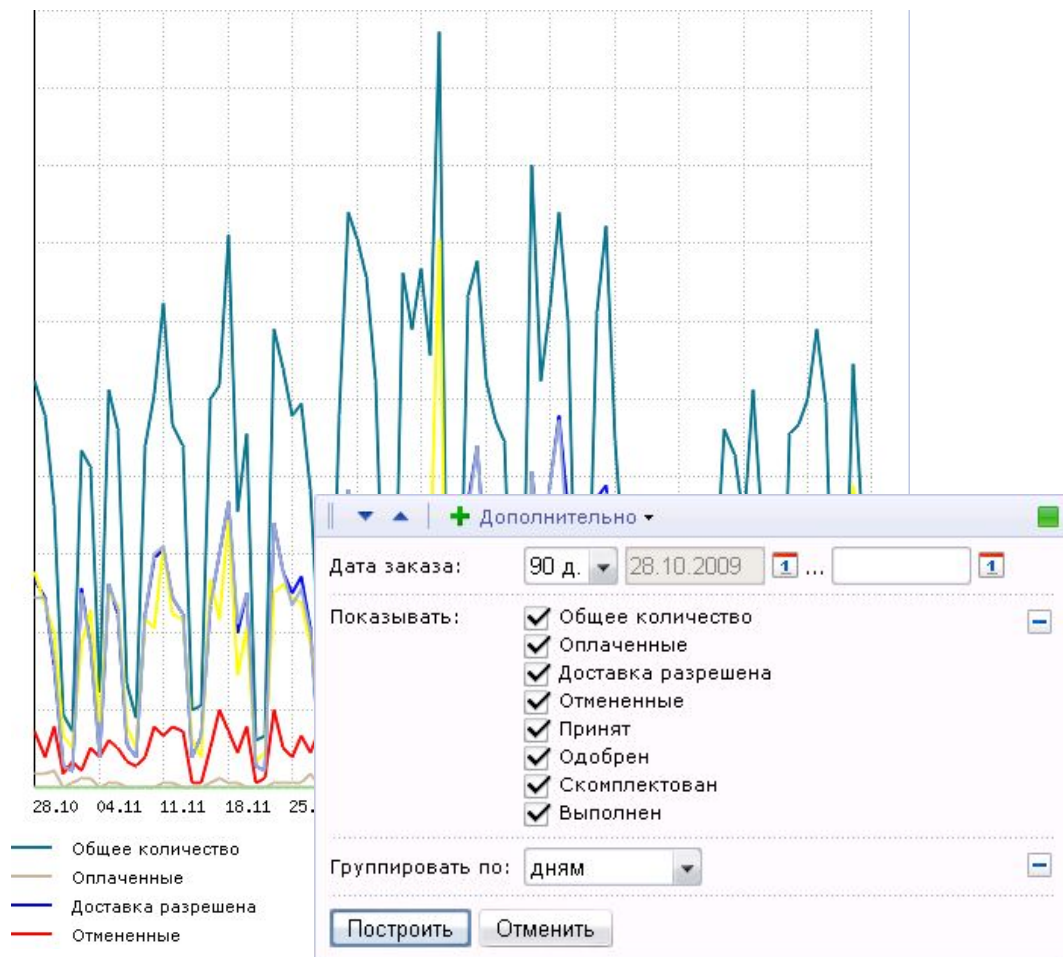 Дополнительно
Дата заказа: 90 д. 28.10.2009 1 ... 1
Показывать: Общее количество
Оплаченные
Доставка разрешена
Отмененные
Принят
Одобрен
Скомплектован
Выполнен
28.10 04.11 11.11 18.11 25.
Общее количество
Оплаченные
Доставка разрешена
Отмененные
Группировать по: дням
Построить Отменить